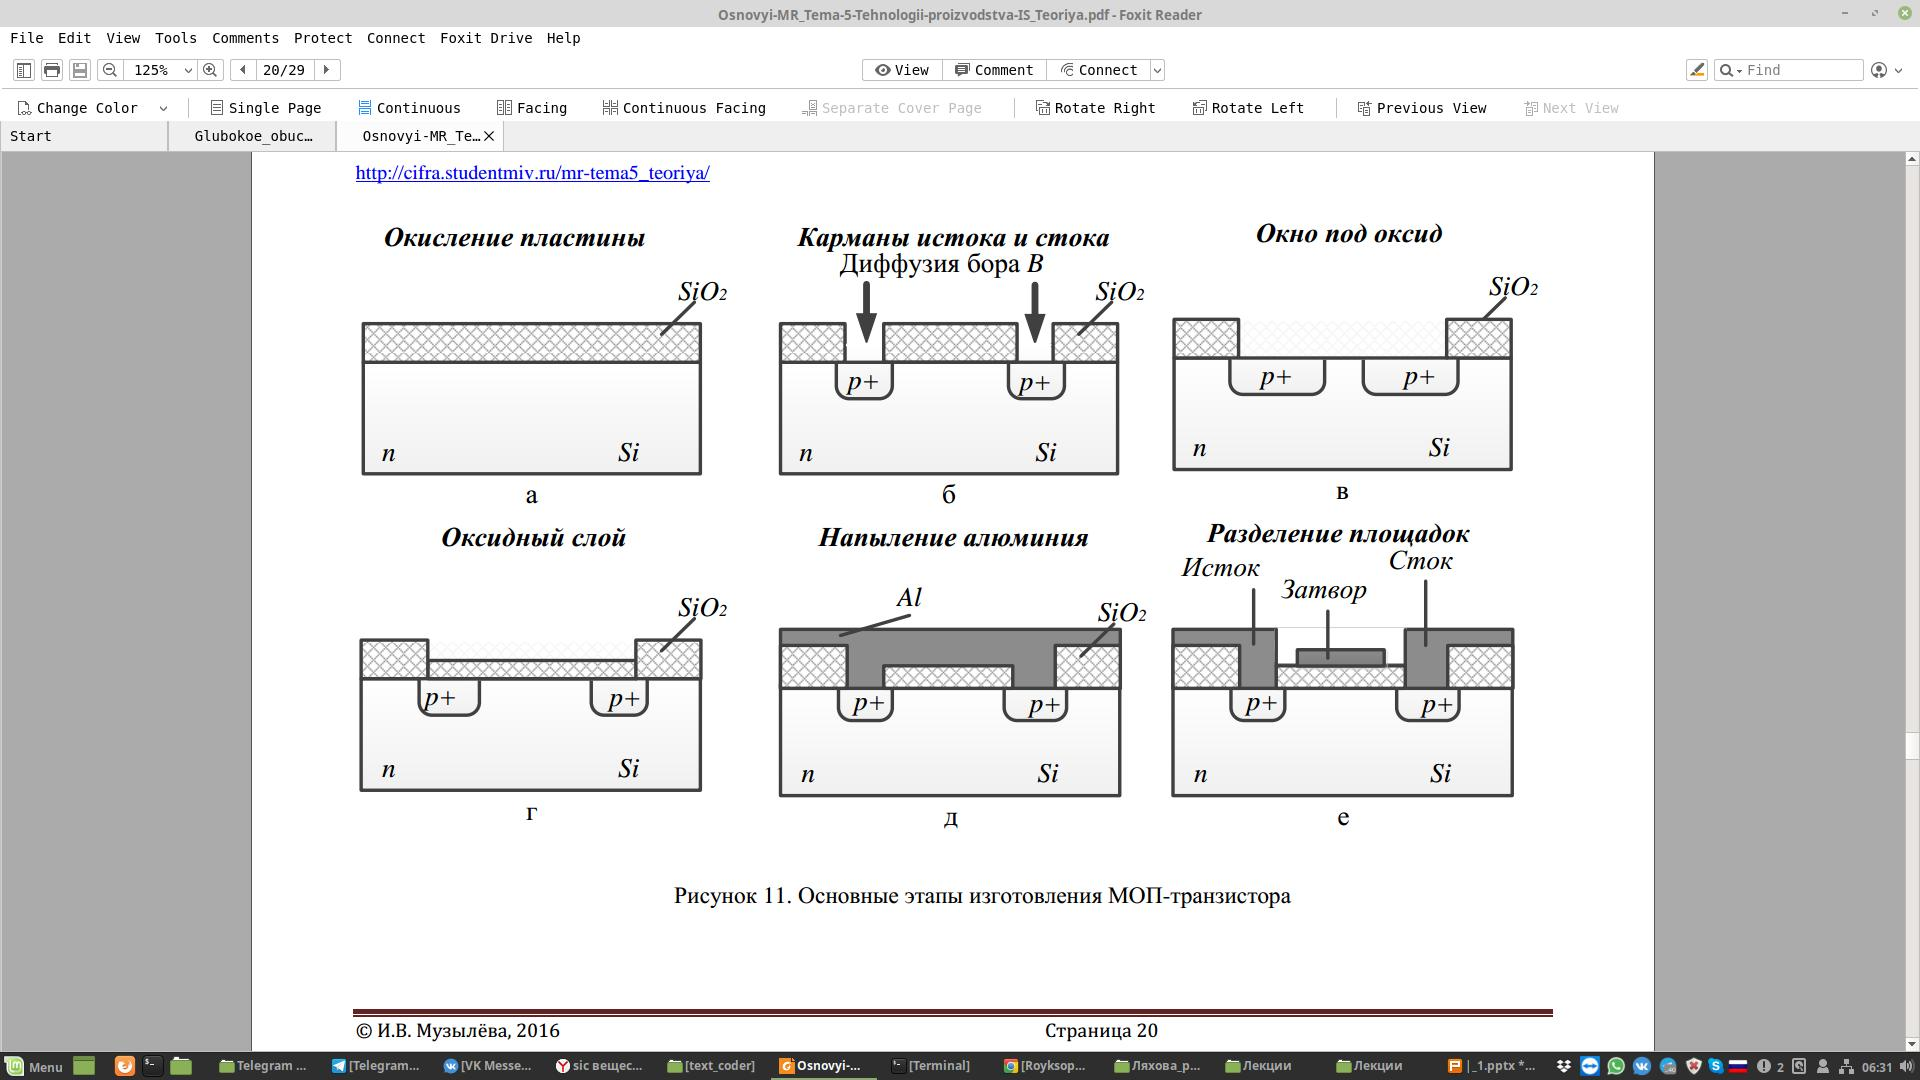 Osnovyi-MR_Tema-5-Tehnologii-proizvodstva-IS_Teoriya.pdf - Foxit Reader
File Edit View Tools Comments Protect Connect Foxit Drive Help
125% 20/29 View Comment Connect Find
Change Color Single Page Continuous Facing Continuous Facing Separate Cover Page Rotate Right Rotate Left Previous View Next View
Start Glubokoe_obuc... Osnovyi-MR_Te...
http://cifra.studentmiv.ru/mr-tema5_teoriya/
Окисление пластины
SiO2
n Si
а
Карманы истока и стока
Диффузия бора B
SiO2
p+ p+
n Si
б
Окно под оксид
SiO2
p+ p+
n Si
в
Оксидный слой
SiO2
p+ p+
n Si
г
Напыление алюминия
Al
SiO2
p+ p+
n Si
д
Разделение площадок
Исток Затвор Сток
p+ p+
n Si
е
Рисунок 11. Основные этапы изготовления МОП-транзистора
© И.В. Музылёва, 2016 Страница 20
Menu Telegram ... [Telegram... [VK Messe... sic вещес... [text_coder] Osnovyi-... [Terminal] [Royksop... Ляхова_р... Лекции Лекции |_1.pptx *... 2 06:31